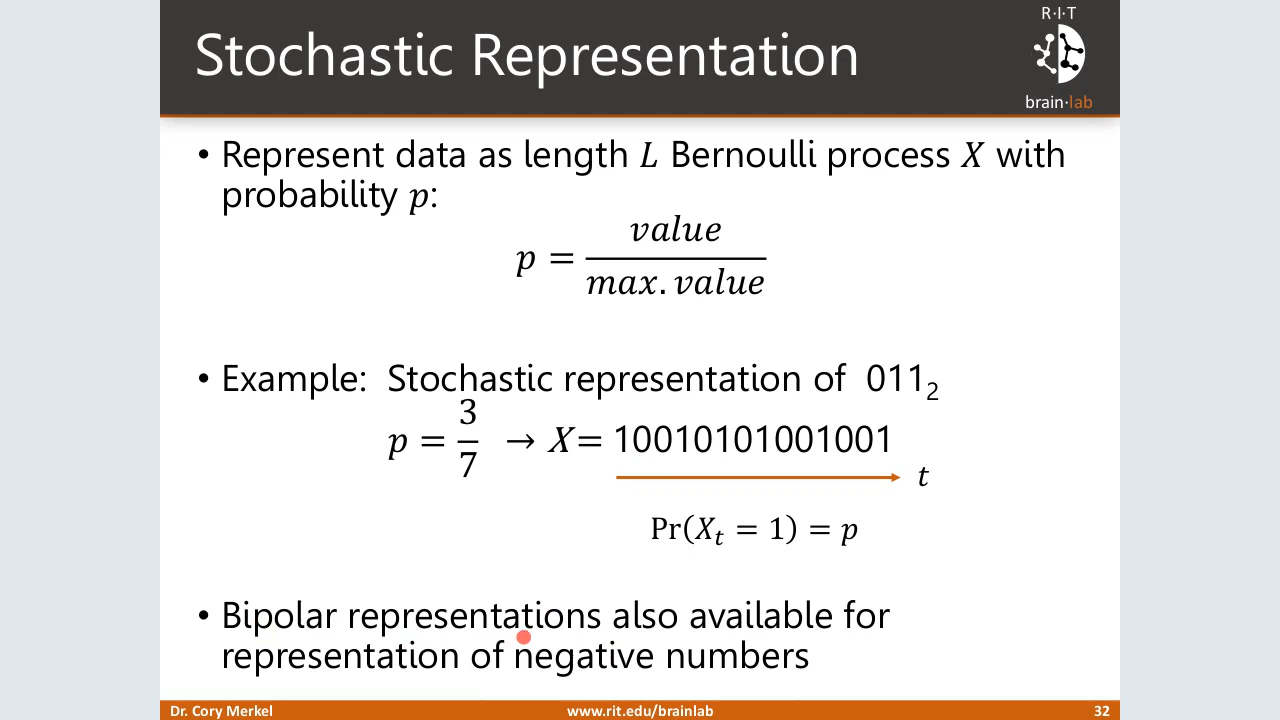 Stochastic Representation
R·I·T
brain·lab
• Represent data as length L Bernoulli process X with
probability p:
p = value / max. value
• Example: Stochastic representation of 011₂
p = 3/7 → X= 10010101001001
t
Pr(Xₜ = 1) = p
• Bipolar representations also available for
representation of negative numbers
Dr. Cory Merkel www.rit.edu/brainlab 32